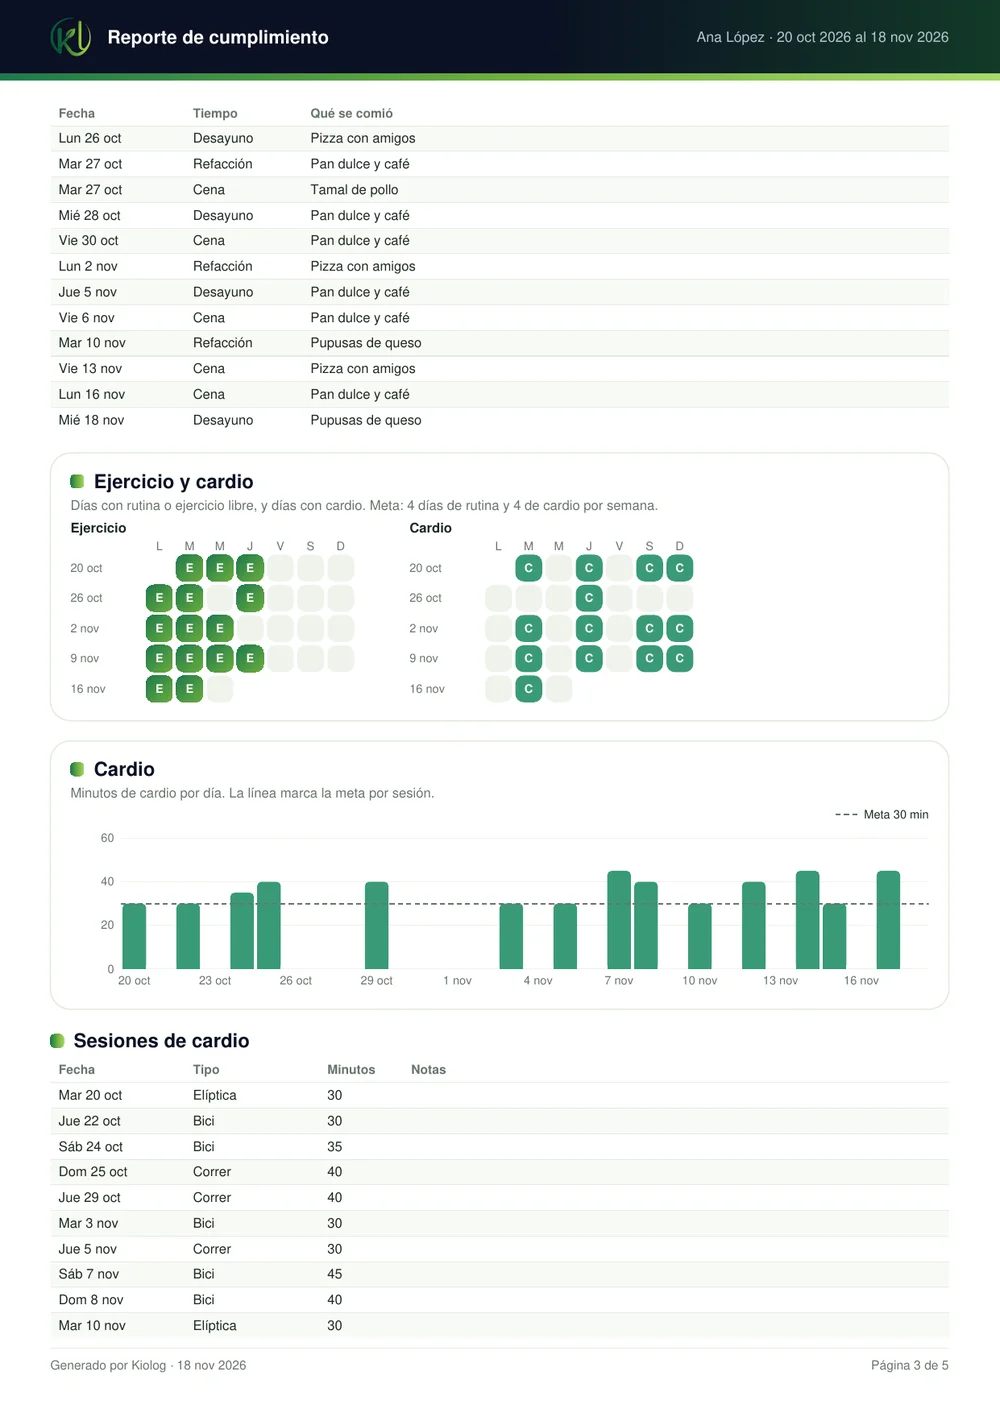 Reporte de cumplimiento
Ana López · 20 oct 2026 al 18 nov 2026
Fecha Tiempo Qué se comió
Lun 26 oct Desayuno Pizza con amigos
Mar 27 oct Refacción Pan dulce y café
Mar 27 oct Cena Tamal de pollo
Mié 28 oct Desayuno Pan dulce y café
Vie 30 oct Cena Pan dulce y café
Lun 2 nov Refacción Pizza con amigos
Jue 5 nov Desayuno Pan dulce y café
Vie 6 nov Cena Pan dulce y café
Mar 10 nov Refacción Pupusas de queso
Vie 13 nov Cena Pizza con amigos
Lun 16 nov Cena Pan dulce y café
Mié 18 nov Desayuno Pupusas de queso
Ejercicio y cardio
Días con rutina o ejercicio libre, y días con cardio. Meta: 4 días de rutina y 4 de cardio por semana.
Ejercicio
L M M J V S D
20 oct E E E
26 oct E E E
2 nov E E E
9 nov E E E E
16 nov E E
Cardio
L M M J V S D
20 oct C C C C
26 oct C
2 nov C C C C
9 nov C C C C
16 nov C
Cardio
Minutos de cardio por día. La línea marca la meta por sesión.
Meta 30 min
60
40
20
0
20 oct 23 oct 26 oct 29 oct 1 nov 4 nov 7 nov 10 nov 13 nov 16 nov
Sesiones de cardio
Fecha Tipo Minutos Notas
Mar 20 oct Elíptica 30
Jue 22 oct Bici 30
Sáb 24 oct Bici 35
Dom 25 oct Correr 40
Jue 29 oct Correr 40
Mar 3 nov Bici 30
Jue 5 nov Correr 30
Sáb 7 nov Bici 45
Dom 8 nov Bici 40
Mar 10 nov Elíptica 30
Generado por Kiolog · 18 nov 2026
Página 3 de 5